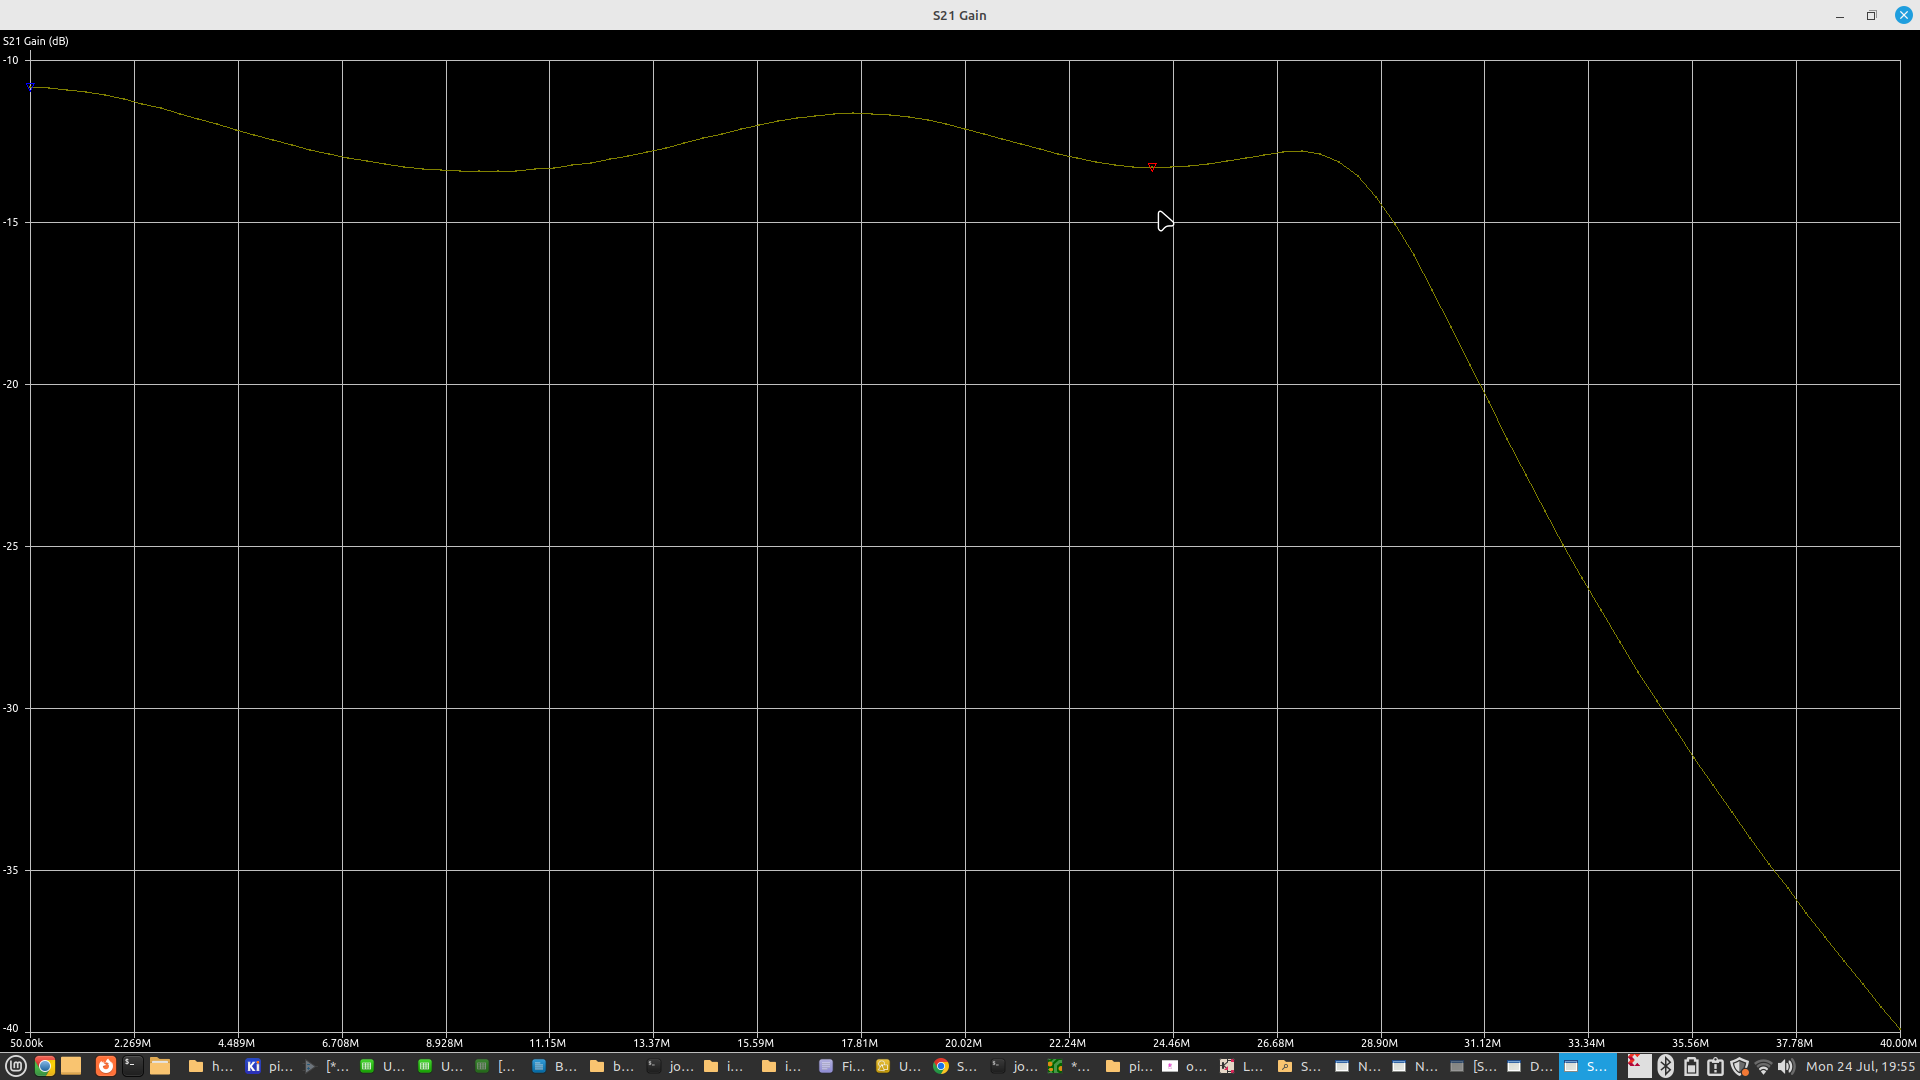 S21 Gain
S21 Gain (dB)
-10
-15
-20
-25
-30
-35
-40
50.00k 2.269M 4.489M 6.708M 8.928M 11.15M 13.37M 15.59M 17.81M 20.02M 22.24M 24.46M 26.68M 28.90M 31.12M 33.34M 35.56M 37.78M 40.00M
h... Ki pi... [*... U... U... [... B... b... jo... i... i... Fi... U... S... jo... *... pi... o... L... S... N... N... [S... D... S... Mon 24 Jul, 19:55